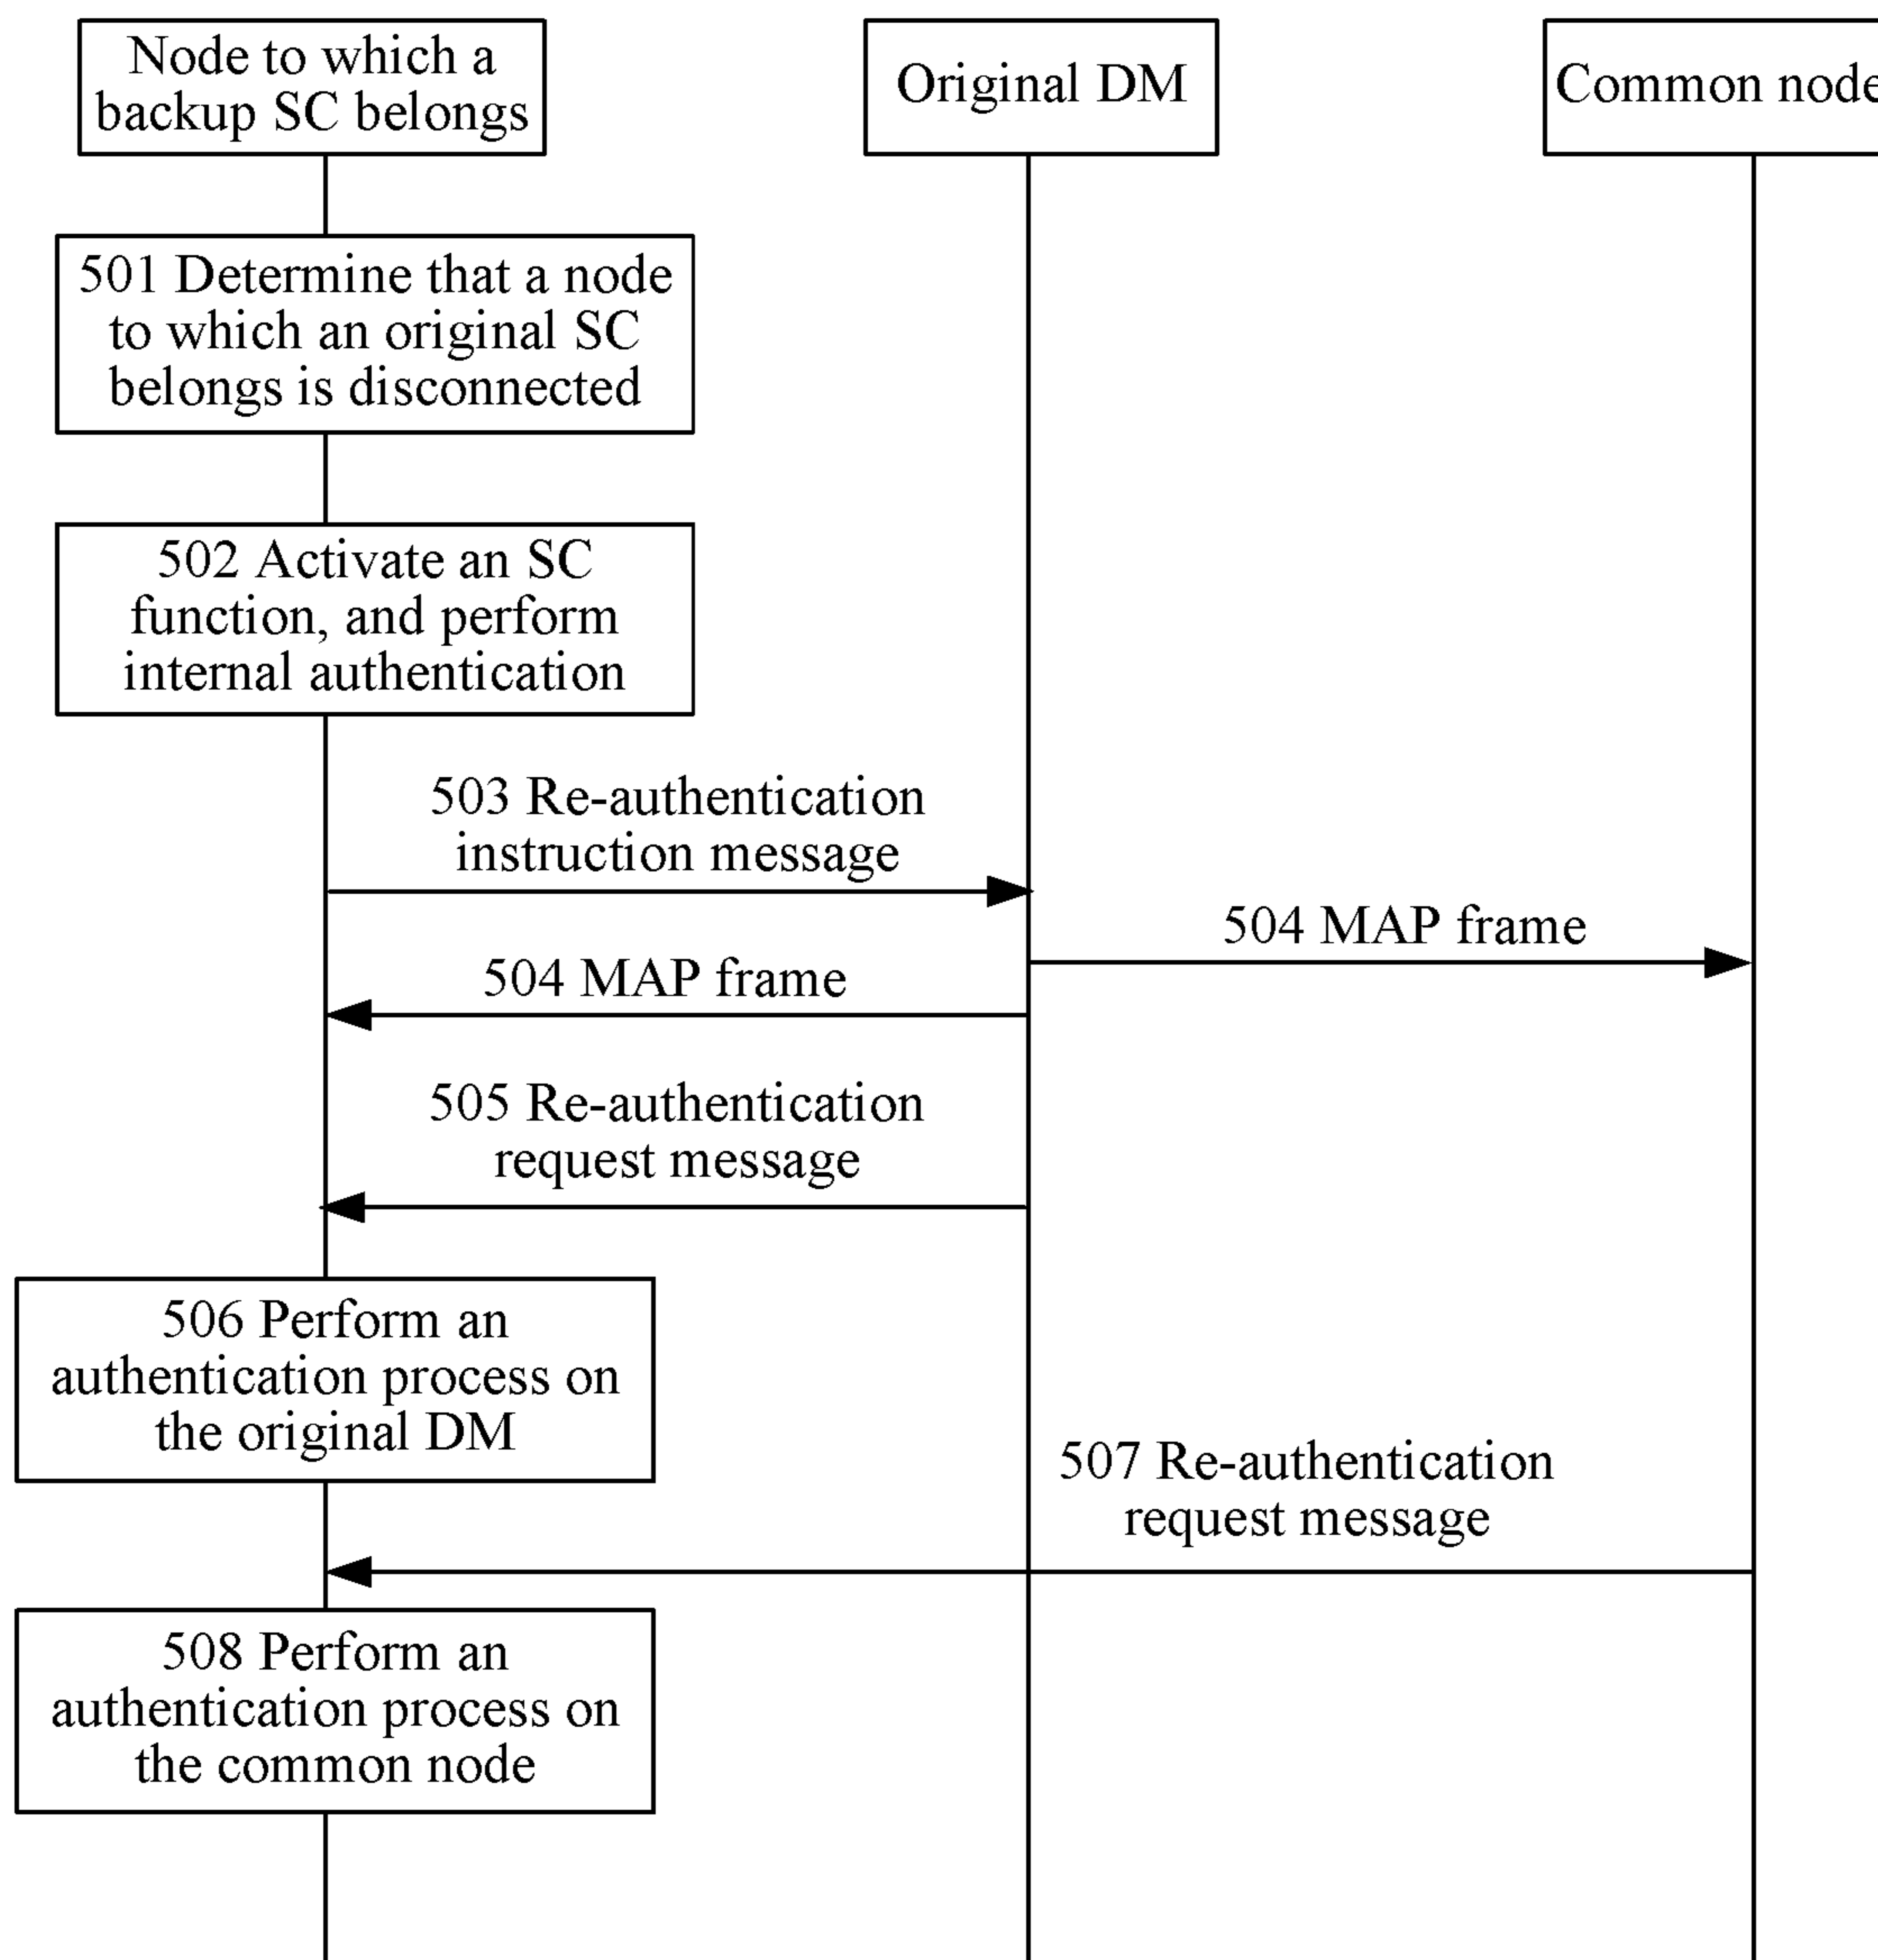 Node to which a
backup SC belongs
Original DM
Common node
501 Determine that a node
to which an original SC
belongs is disconnected
502 Activate an SC
function, and perform
internal authentication
503 Re-authentication
instruction message
504 MAP frame
504 MAP frame
505 Re-authentication
request message
506 Perform an
authentication process on
the original DM
507 Re-authentication
request message
508 Perform an
authentication process on
the common node